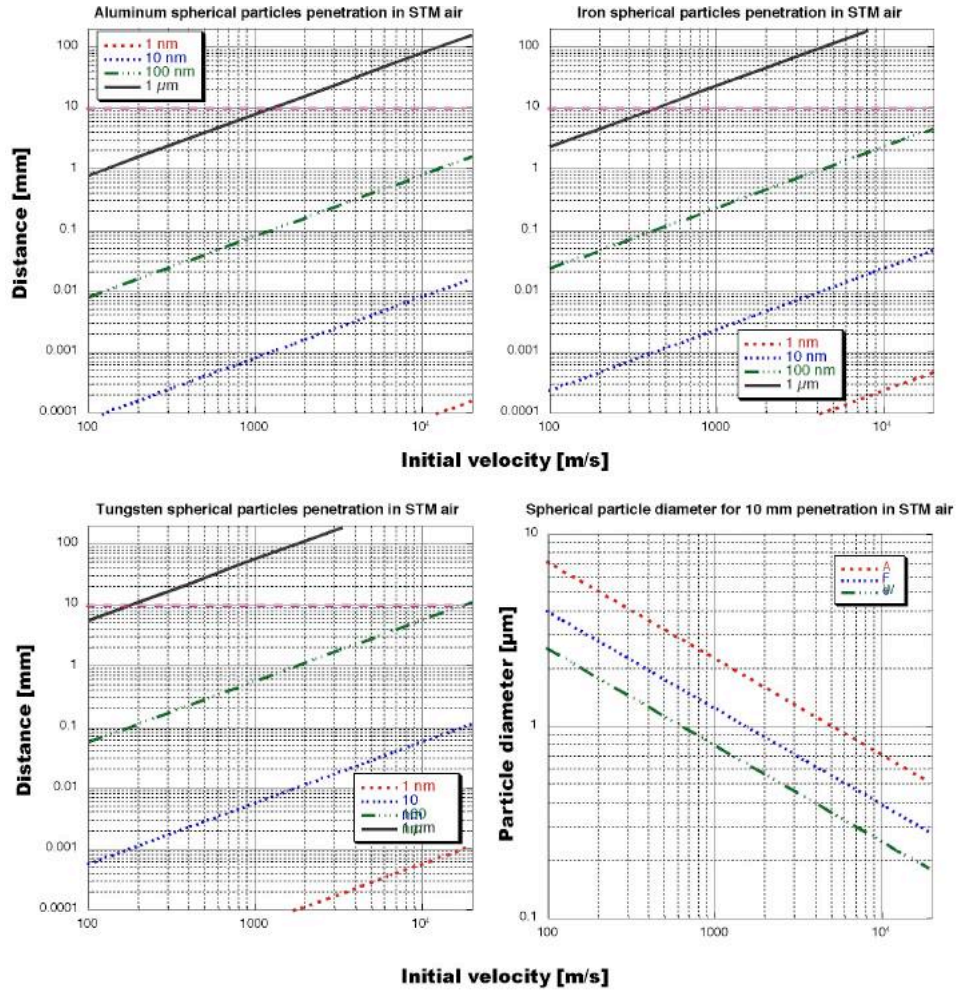 Aluminum spherical particles penetration in STM air
Distance [mm]
100
10
1
0.1
0.01
0.001
0.0001
1 nm
10 nm
100 nm
1 µm
100
1000
10⁴
Iron spherical particles penetration in STM air
100
10
1
0.1
0.01
0.001
0.0001
1 nm
10 nm
100 nm
1 µm
100
1000
10⁴
Initial velocity [m/s]
Tungsten spherical particles penetration in STM air
Distance [mm]
100
10
1
0.1
0.01
0.001
0.0001
1 nm
10
1 µm
100
1000
10⁴
Spherical particle diameter for 10 mm penetration in STM air
Particle diameter [µm]
10
1
0.1
A
F
W
100
1000
10⁴
Initial velocity [m/s]